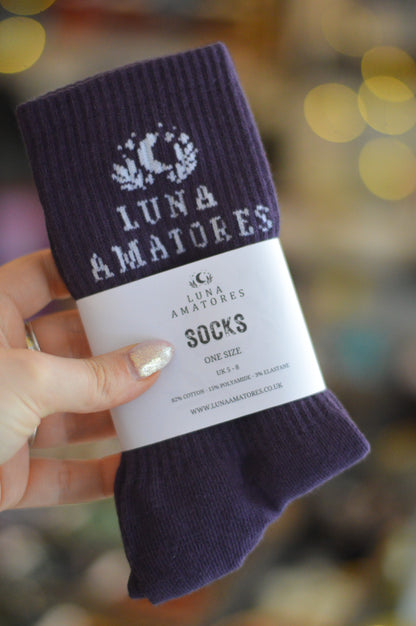 LUNA
AMATORES
LUNA
AMATORES
SOCKS
ONE SIZE
UK 5 - 8
82% COTTON - 15% POLYAMIDE - 3% ELASTANE
WWW.LUNAAMATORES.CO.UK